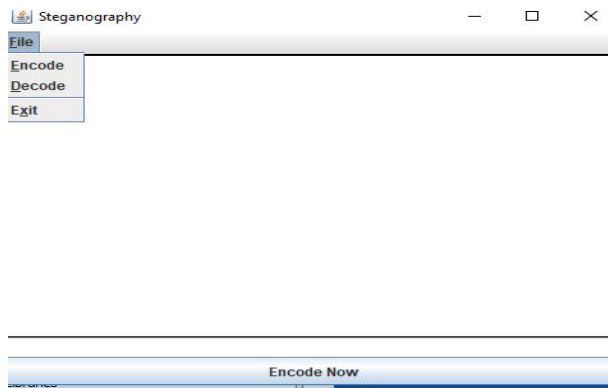 Steganography
File
Encode
Decode
Exit
Encode Now